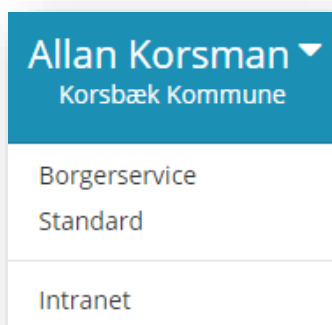 Allan Korsman
Korsbæk Kommune
Borgerservice
Standard
Intranet